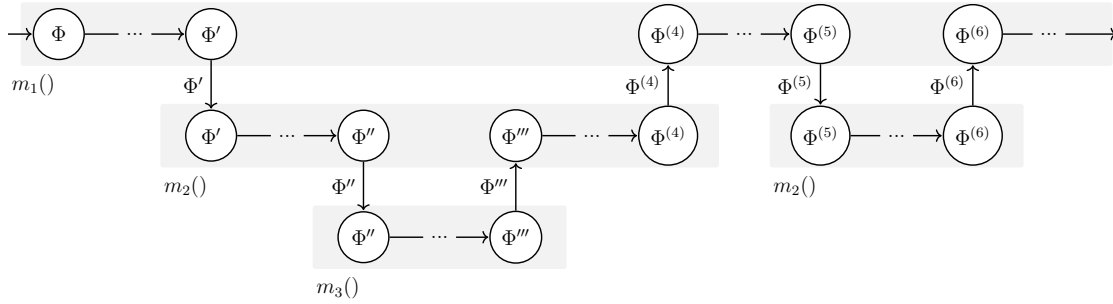 Φ ... Φ′ Φ⁽⁴⁾ ... Φ⁽⁵⁾ Φ⁽⁶⁾ ...
m₁() Φ′ Φ⁽⁴⁾ Φ⁽⁵⁾ Φ⁽⁶⁾
Φ′ ... Φ″ Φ‴ ... Φ⁽⁴⁾ Φ⁽⁵⁾ ... Φ⁽⁶⁾
m₂() Φ″ Φ‴ m₂()
Φ″ ... Φ‴
m₃()